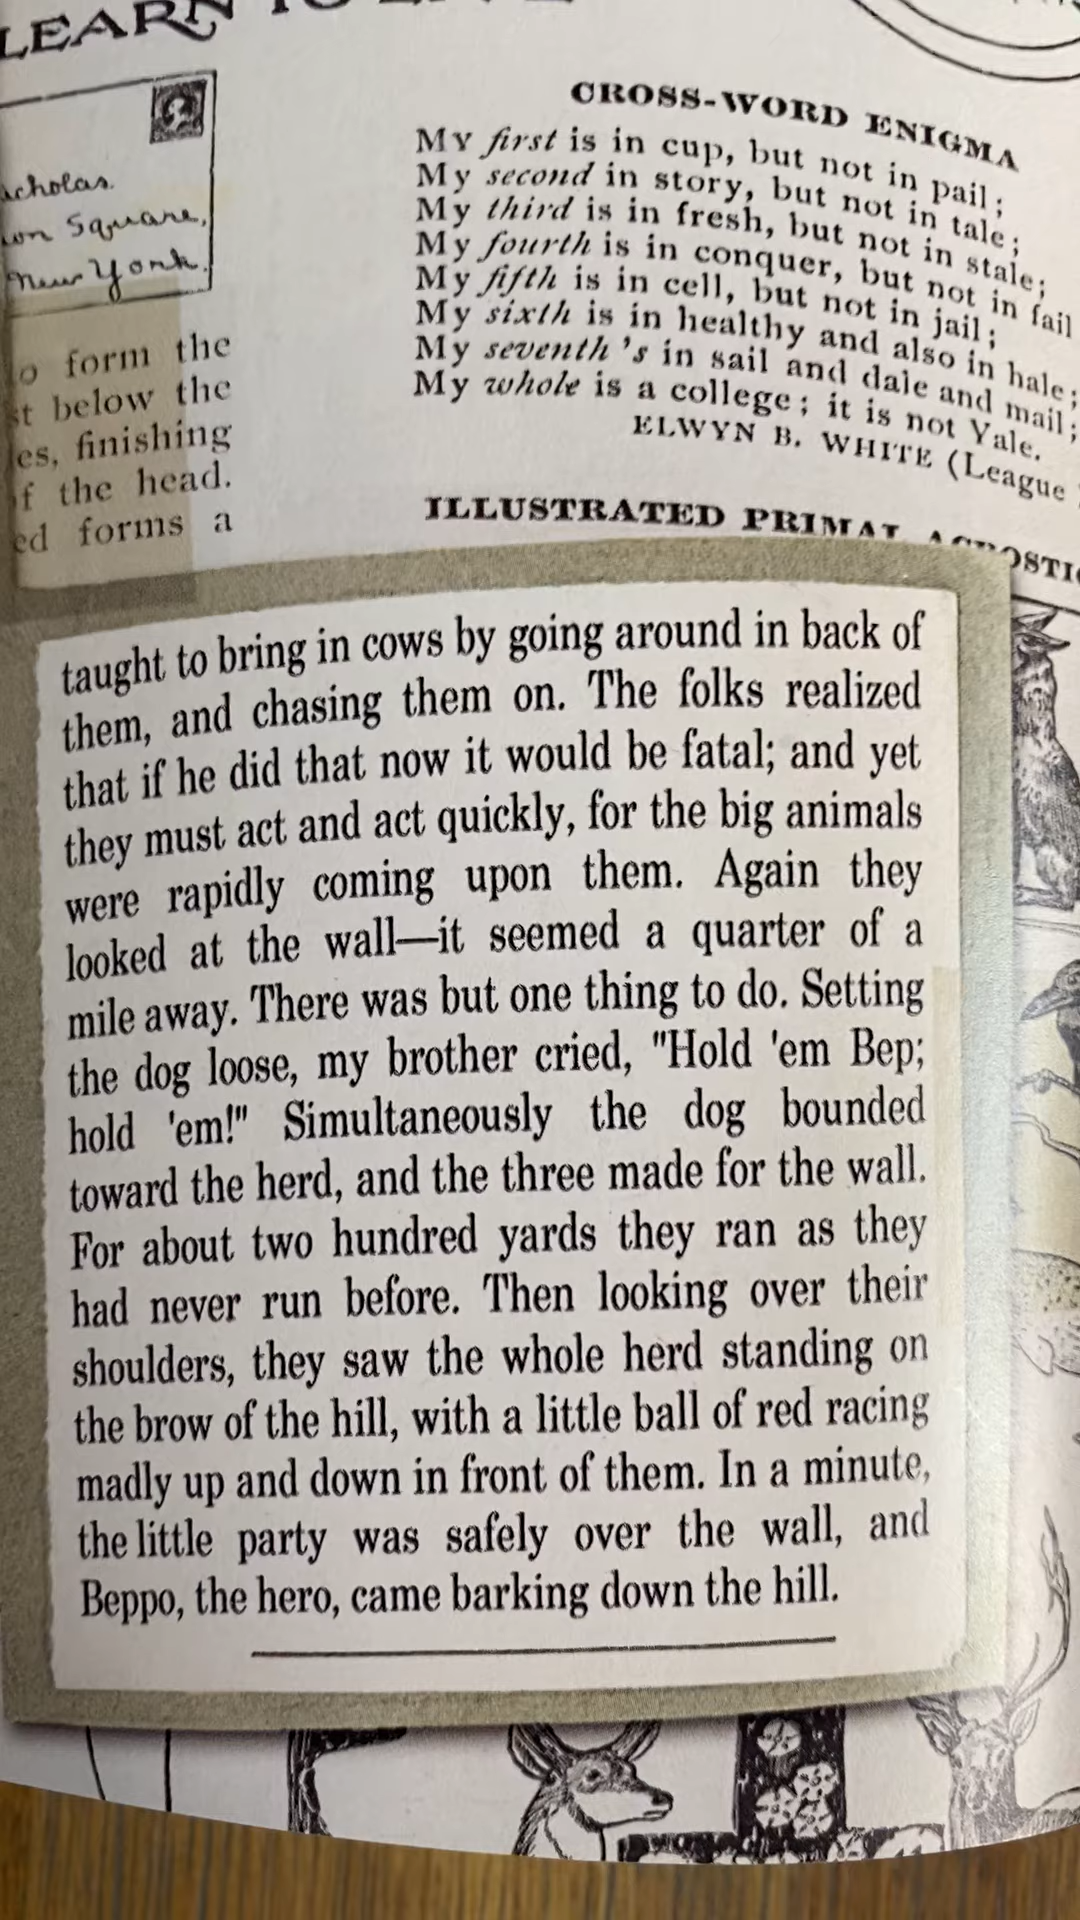 LEARN TO
Square,
New York.
form the
below the
finishing
the head.
forms a
CROSS-WORD ENIGMA
My first is in cup, but not in pail;
My second in story, but not in tale;
My third is in fresh, but not in stale;
My fourth is in conquer, but not in fail
My fifth is in cell, but not in jail;
My sixth is in healthy and also in hale;
My seventh 's in sail and dale and mail;
My whole is a college; it is not Yale.
ELWYN B. WHITE (League
ILLUSTRATED PRIMAL
taught to bring in cows by going around in back of
them, and chasing them on. The folks realized
that if he did that now it would be fatal; and yet
they must act and act quickly, for the big animals
were rapidly coming upon them. Again they
looked at the wall—it seemed a quarter of a
mile away. There was but one thing to do. Setting
the dog loose, my brother cried, "Hold 'em Bep;
hold 'em!" Simultaneously the dog bounded
toward the herd, and the three made for the wall.
For about two hundred yards they ran as they
had never run before. Then looking over their
shoulders, they saw the whole herd standing on
the brow of the hill, with a little ball of red racing
madly up and down in front of them. In a minute,
the little party was safely over the wall, and
Beppo, the hero, came barking down the hill.